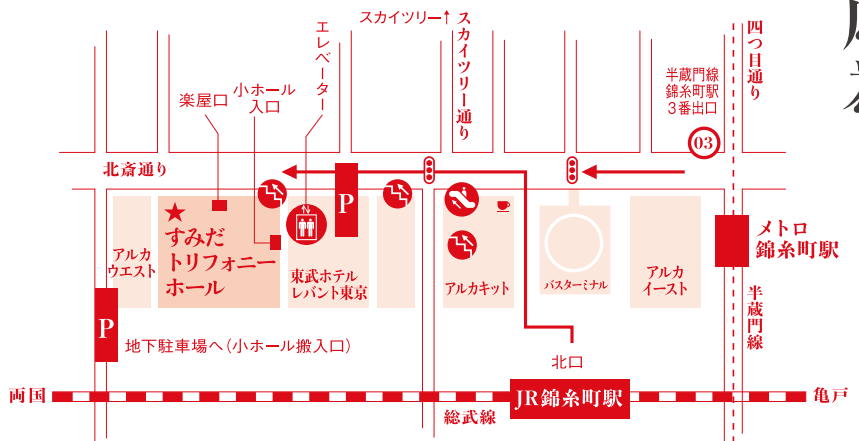 スカイツリー↑
スカイツリー通り
四つ目通り
エレベーター
楽屋口
小ホール
入口
半蔵門線
錦糸町駅
3番出口
03
北斎通り
P
★
すみだ
トリフォニー
ホール
アルカ
ウエスト
東武ホテル
レバント東京
アルカキット
バスターミナル
アルカ
イースト
メトロ
錦糸町駅
半蔵門線
P
地下駐車場へ(小ホール搬入口)
北口
両国
JR錦糸町駅
亀戸
総武線